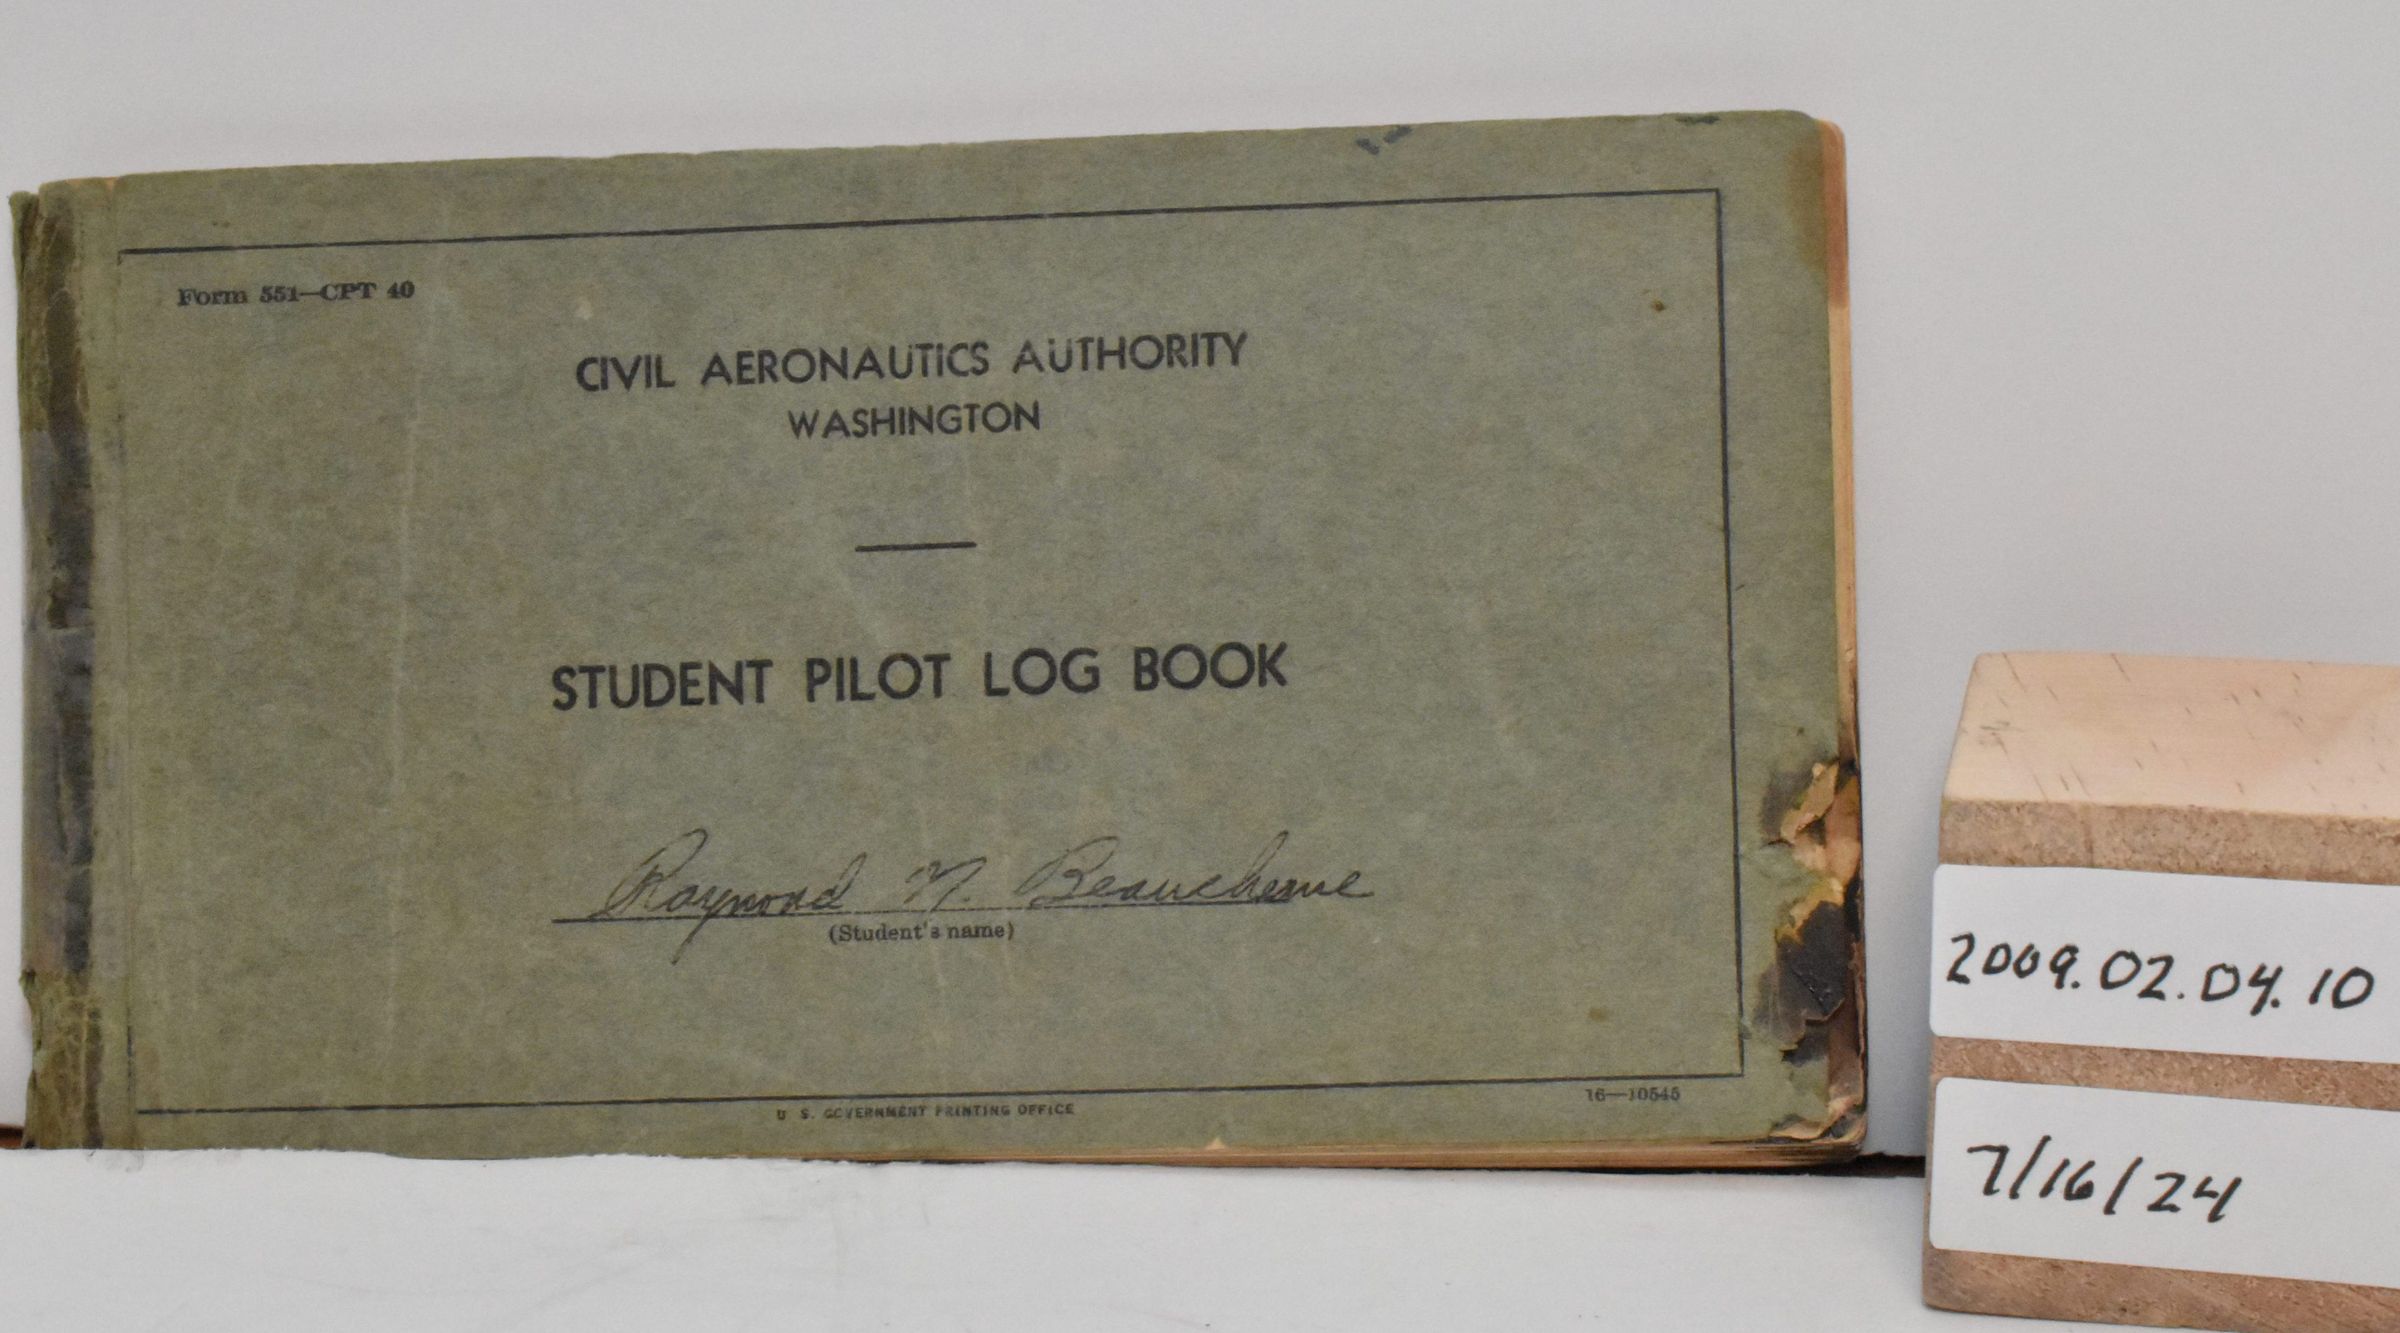 Form 551—CPT 40
CIVIL AERONAUTICS AUTHORITY
WASHINGTON
STUDENT PILOT LOG BOOK
Raymond N. Beauchesne
(Student's name)
U. S. GOVERNMENT PRINTING OFFICE
16—10545
2009.02.04.10
7/16/24